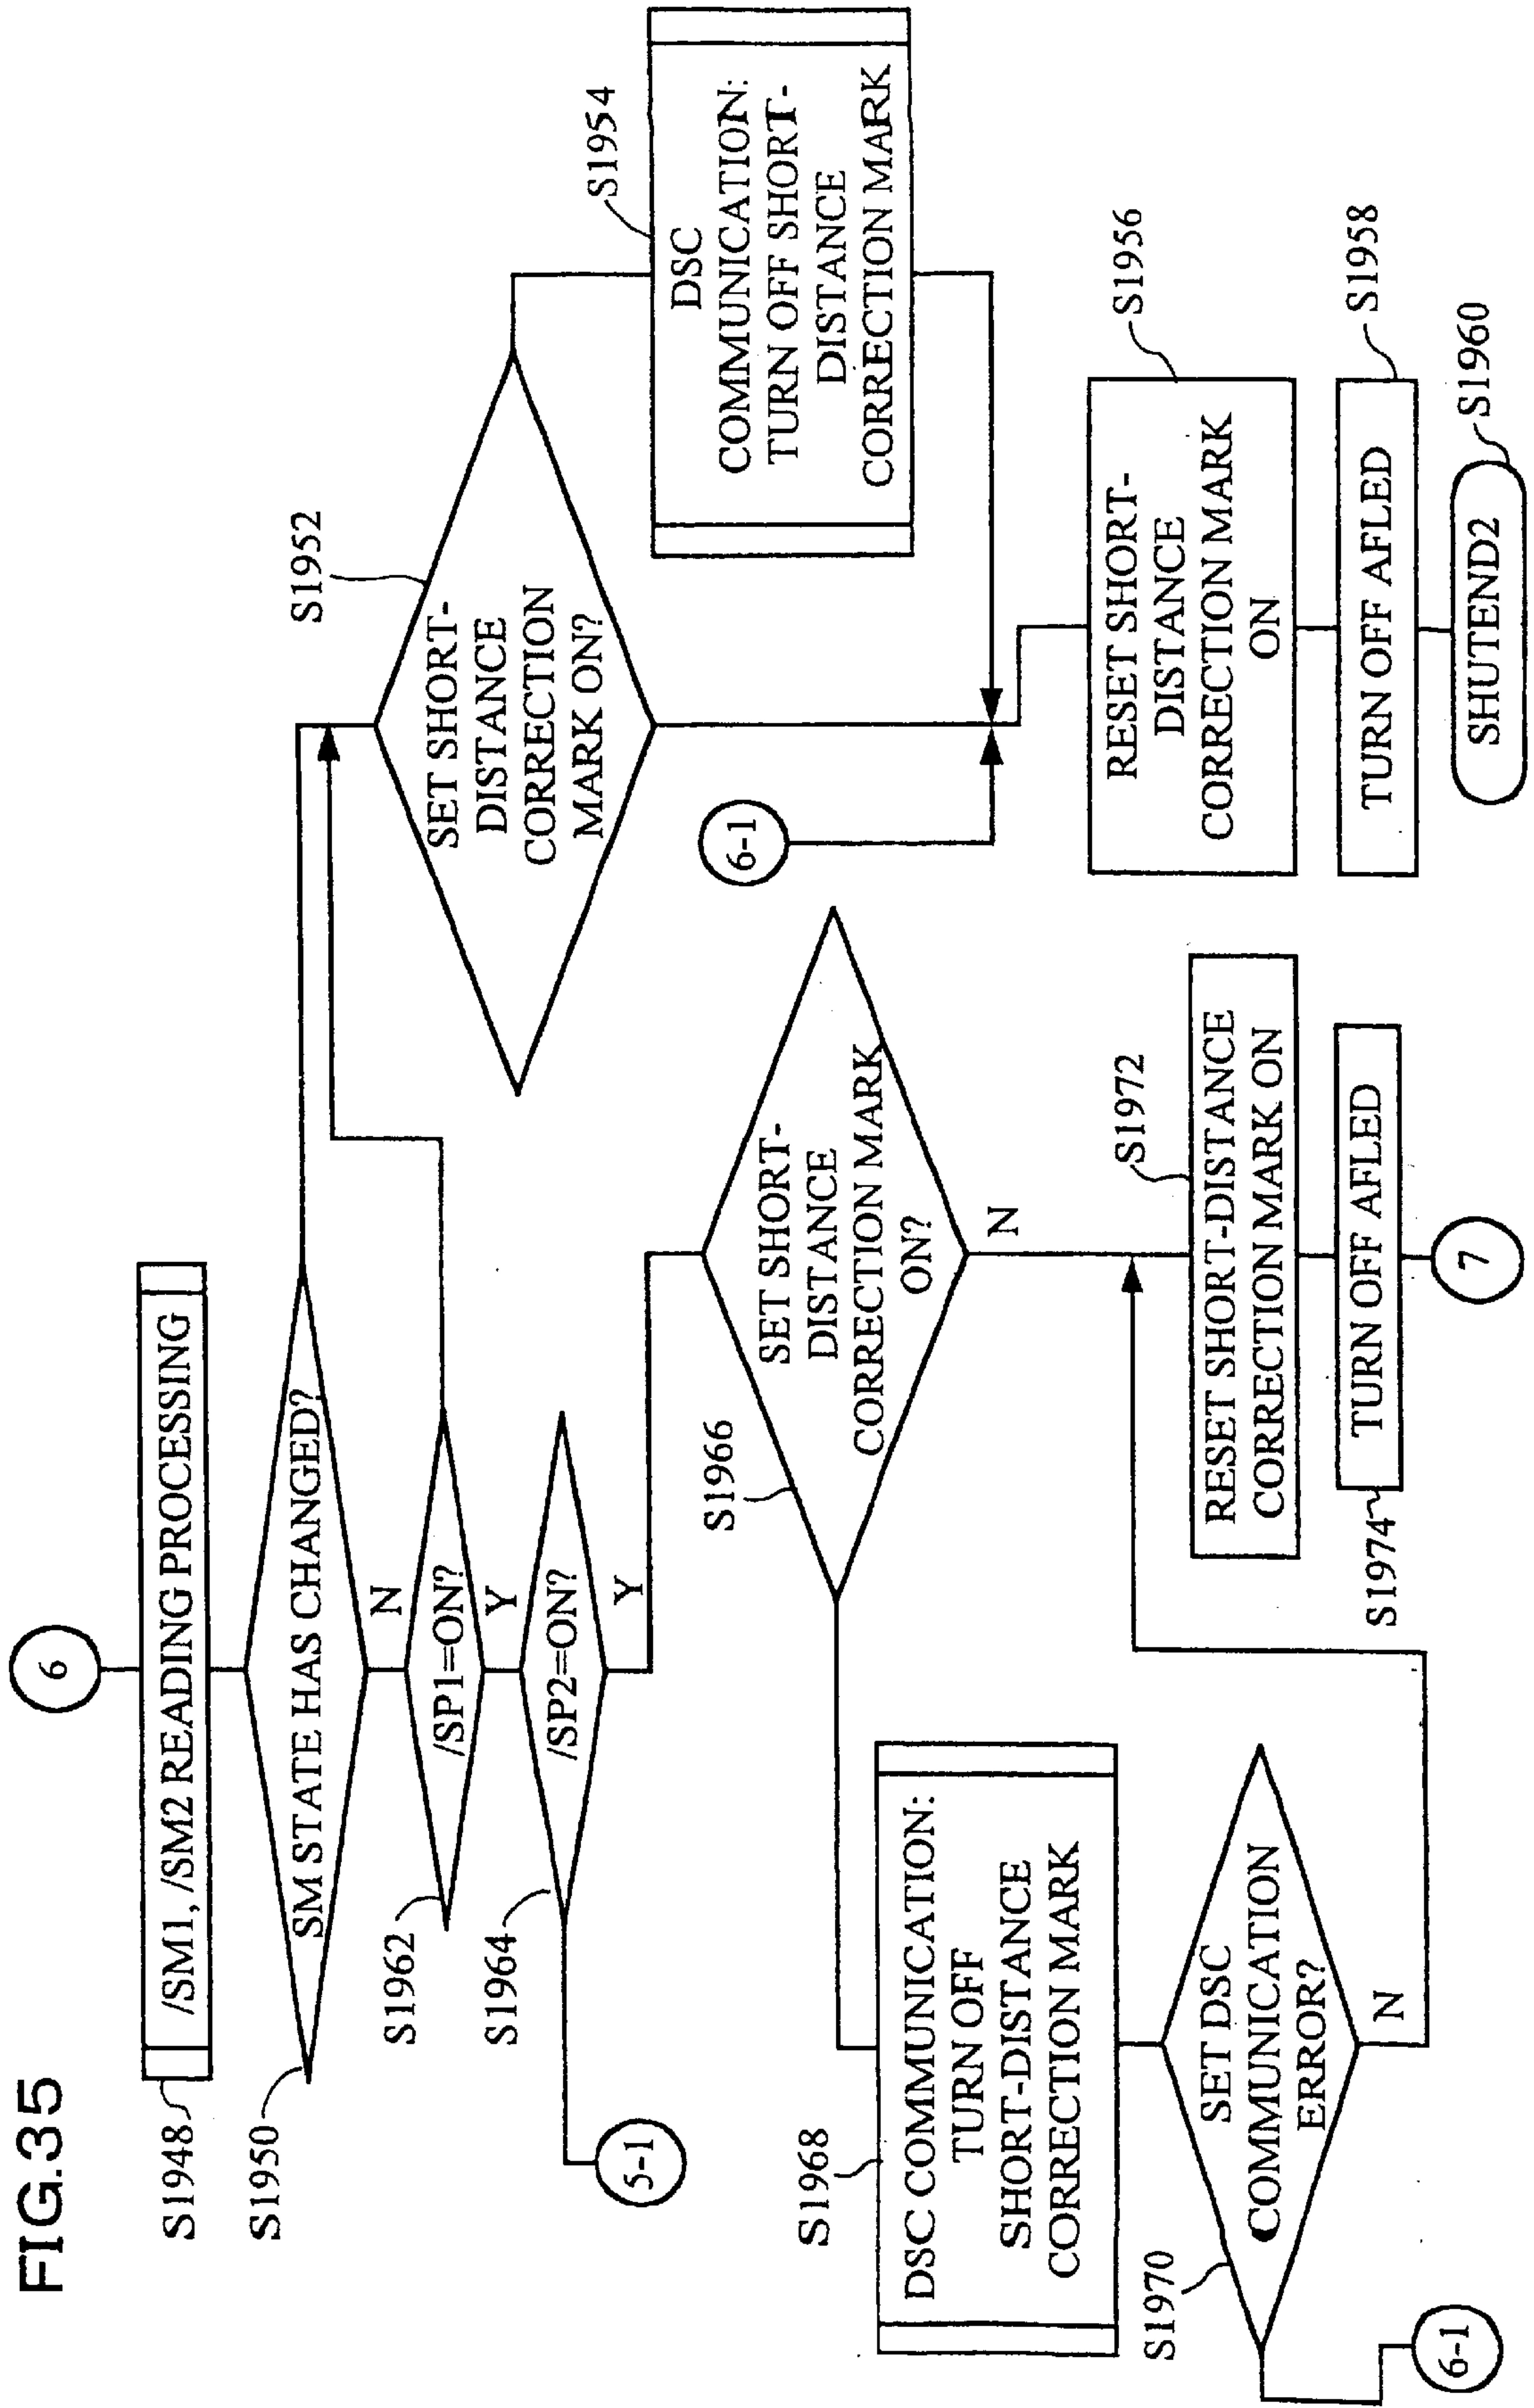 FIG.35
6
S1948
/SM1, /SM2 READING PROCESSING
S1950
SM STATE HAS CHANGED?
N
S1962
/SP1=ON?
Y
S1964
/SP2=ON?
Y
5-1
S1952
SET SHORT-
DISTANCE
CORRECTION
MARK ON?
S1954
DSC
COMMUNICATION:
TURN OFF SHORT-
DISTANCE
CORRECTION MARK
6-1
S1956
RESET SHORT-
DISTANCE
CORRECTION MARK
ON
S1958
TURN OFF AFLED
S1960
SHUTEND2
S1966
SET SHORT-
DISTANCE
CORRECTION MARK
ON?
N
S1968
DSC COMMUNICATION:
TURN OFF
SHORT-DISTANCE
CORRECTION MARK
S1970
SET DSC
COMMUNICATION
ERROR?
N
6-1
S1972
RESET SHORT-DISTANCE
CORRECTION MARK ON
S1974
TURN OFF AFLED
7